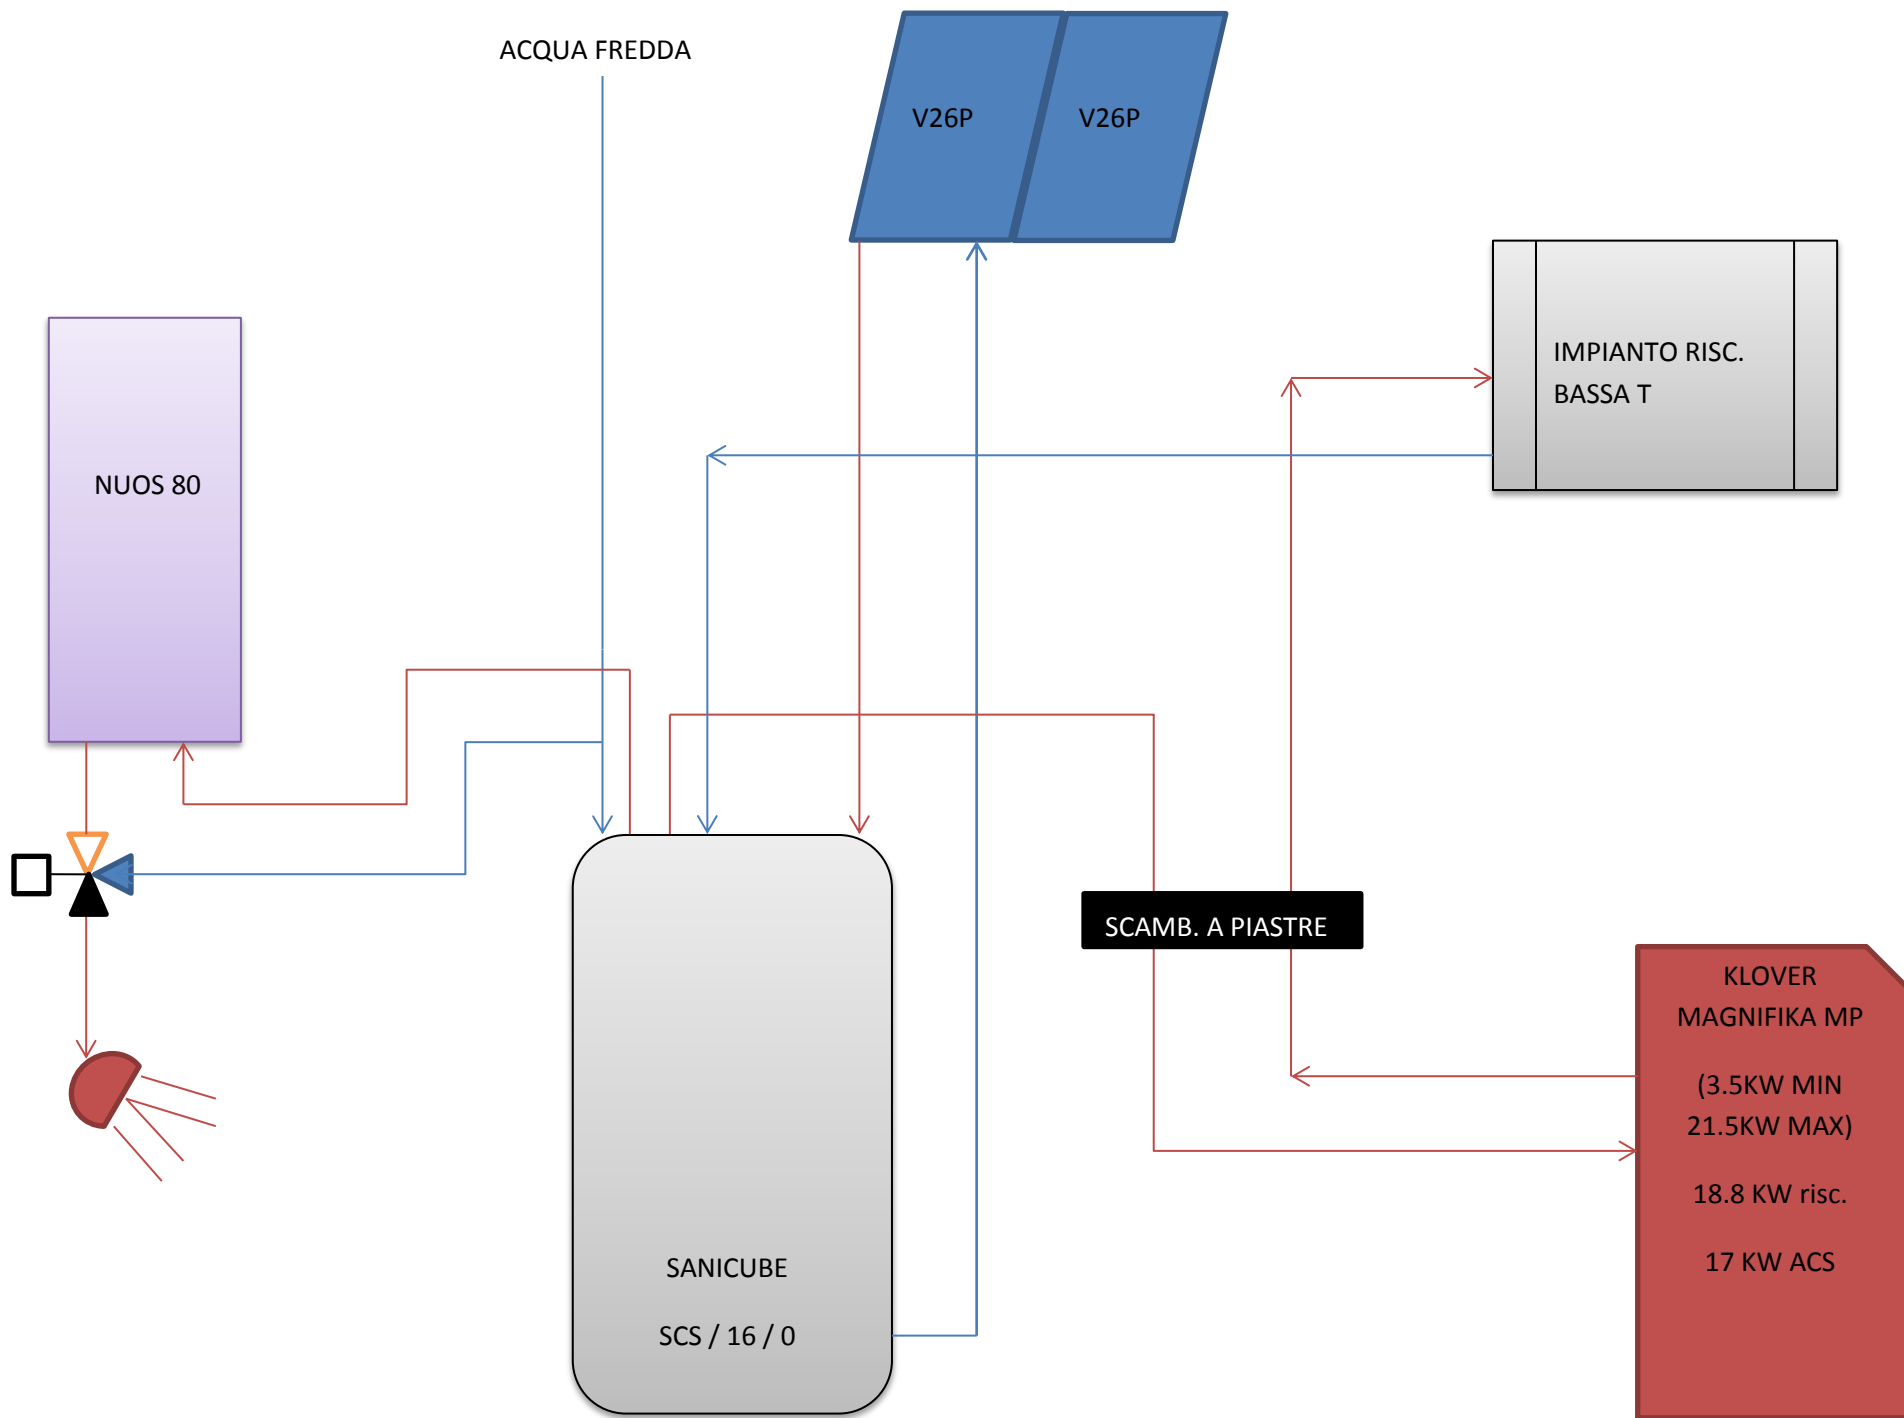 ACQUA FREDDA
V26P
V26P
IMPIANTO RISC.
BASSA T
NUOS 80
SCAMB. A PIASTRE
KLOVER
MAGNIFIKA MP
(3.5KW MIN
21.5KW MAX)
18.8 KW risc.
17 KW ACS
SANICUBE
SCS / 16 / 0